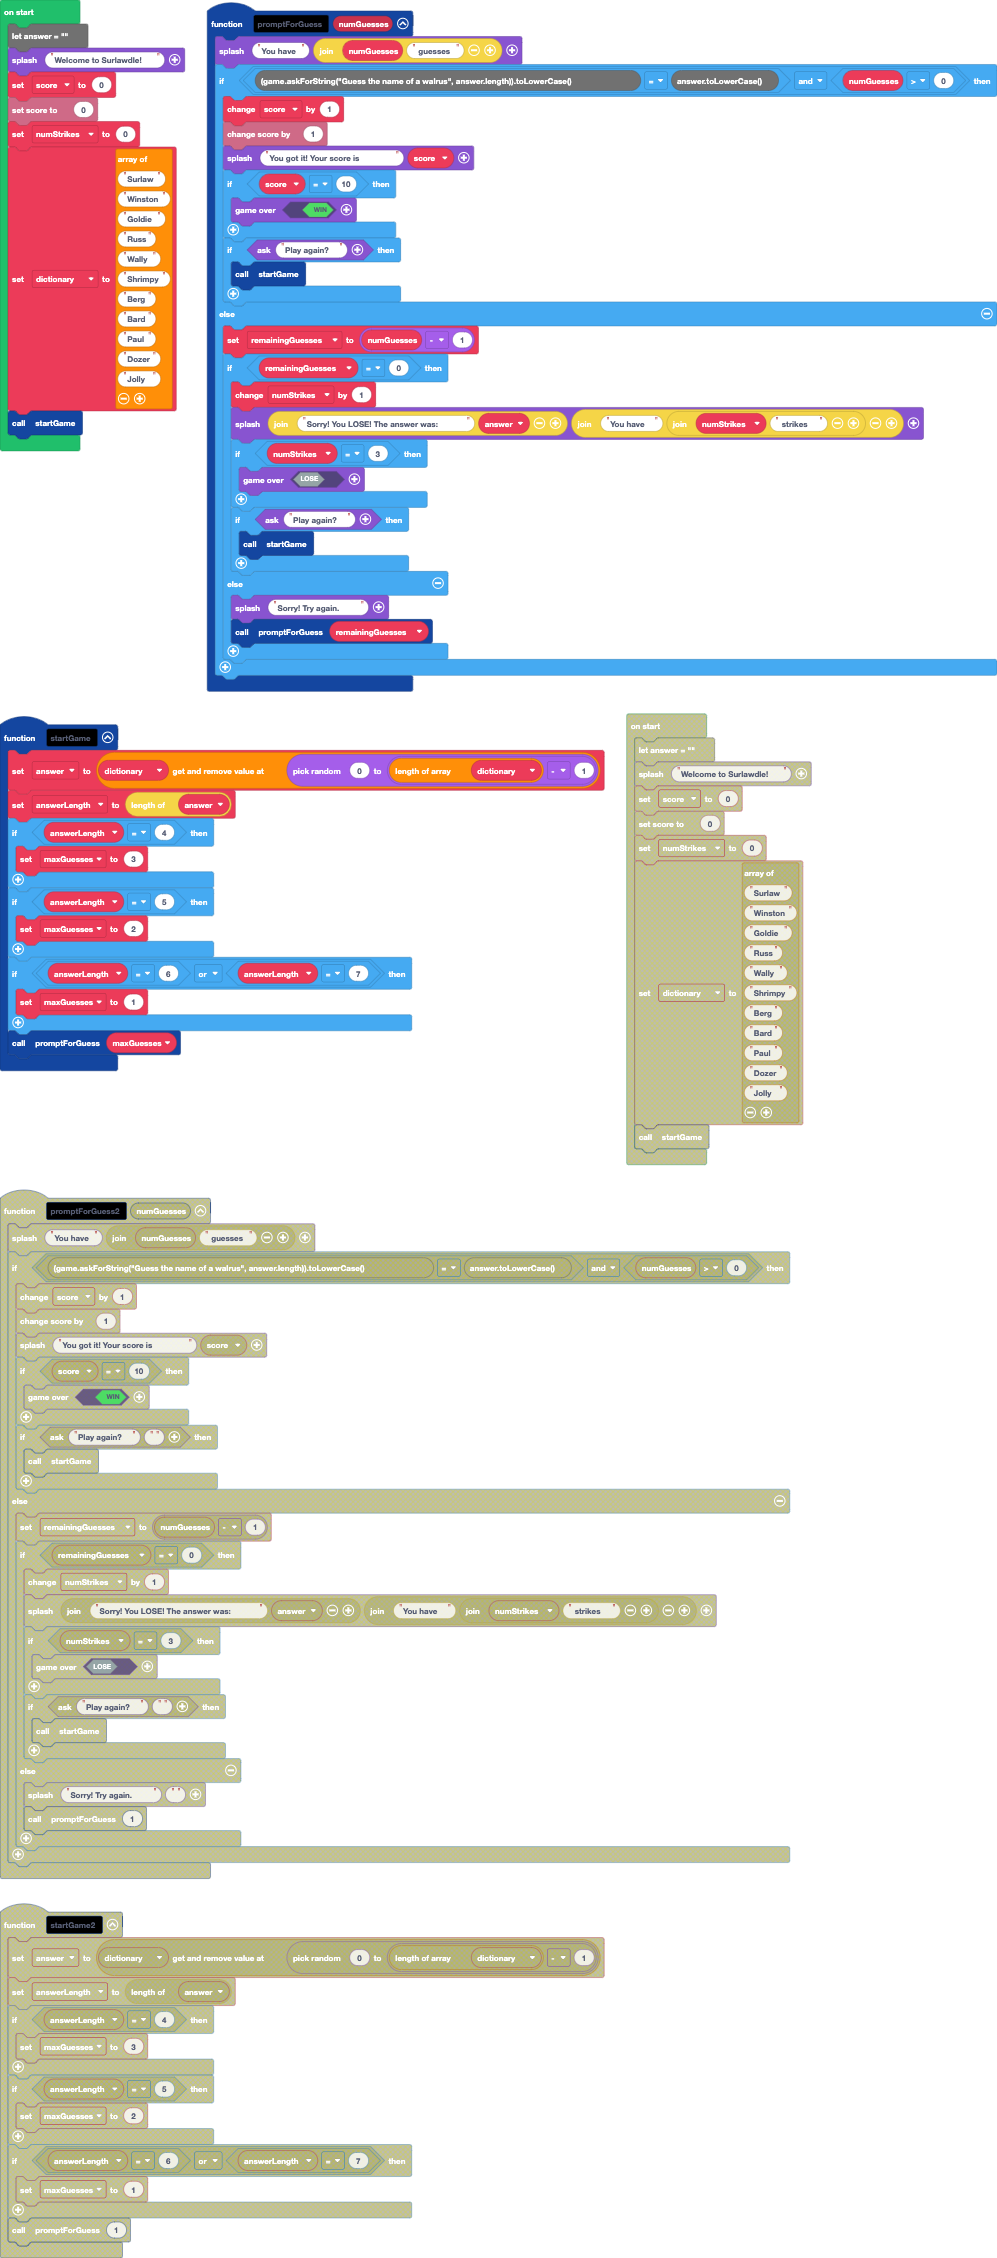 on start
let answer = ""
splash "Welcome to Surlawdle!"
set score to 0
set score to 0
set numStrikes to 0
array of
"Surlaw"
"Winston"
"Goldie"
"Russ"
"Wally"
set dictionary to "Shrimpy"
"Berg"
"Bard"
"Paul"
"Dozer"
"Jolly"
call startGame
function promptForGuess numGuesses
splash "You have" join numGuesses "guesses"
if (game.askForString("Guess the name of a walrus", answer.length)).toLowerCase() = answer.toLowerCase() and numGuesses > 0 then
change score by 1
change score by 1
splash "You got it! Your score is" score
if score = 10 then
game over WIN
if ask "Play again?" then
call startGame
else
set remainingGuesses to numGuesses - 1
if remainingGuesses = 0 then
change numStrikes by 1
splash join "Sorry! You LOSE! The answer was:" answer join "You have" join numStrikes "strikes"
if numStrikes = 3 then
game over LOSE
if ask "Play again?" then
call startGame
else
splash "Sorry! Try again."
call promptForGuess remainingGuesses
function startGame
set answer to dictionary get and remove value at pick random 0 to length of array dictionary - 1
set answerLength to length of answer
if answerLength = 4 then
set maxGuesses to 3
if answerLength = 5 then
set maxGuesses to 2
if answerLength = 6 or answerLength = 7 then
set maxGuesses to 1
call promptForGuess maxGuesses
on start
let answer = ""
splash "Welcome to Surlawdle!"
set score to 0
set score to 0
set numStrikes to 0
array of
"Surlaw"
"Winston"
"Goldie"
"Russ"
"Wally"
set dictionary to "Shrimpy"
"Berg"
"Bard"
"Paul"
"Dozer"
"Jolly"
call startGame
function promptForGuess2 numGuesses
splash "You have" join numGuesses "guesses"
if (game.askForString("Guess the name of a walrus", answer.length)).toLowerCase() = answer.toLowerCase() and numGuesses > 0 then
change score by 1
change score by 1
splash "You got it! Your score is" score
if score = 10 then
game over WIN
if ask "Play again?" "" then
call startGame
else
set remainingGuesses to numGuesses - 1
if remainingGuesses = 0 then
change numStrikes by 1
splash join "Sorry! You LOSE! The answer was:" answer join "You have" join numStrikes "strikes"
if numStrikes = 3 then
game over LOSE
if ask "Play again?" "" then
call startGame
else
splash "Sorry! Try again." ""
call promptForGuess 1
function startGame2
set answer to dictionary get and remove value at pick random 0 to length of array dictionary - 1
set answerLength to length of answer
if answerLength = 4 then
set maxGuesses to 3
if answerLength = 5 then
set maxGuesses to 2
if answerLength = 6 or answerLength = 7 then
set maxGuesses to 1
call promptForGuess 1